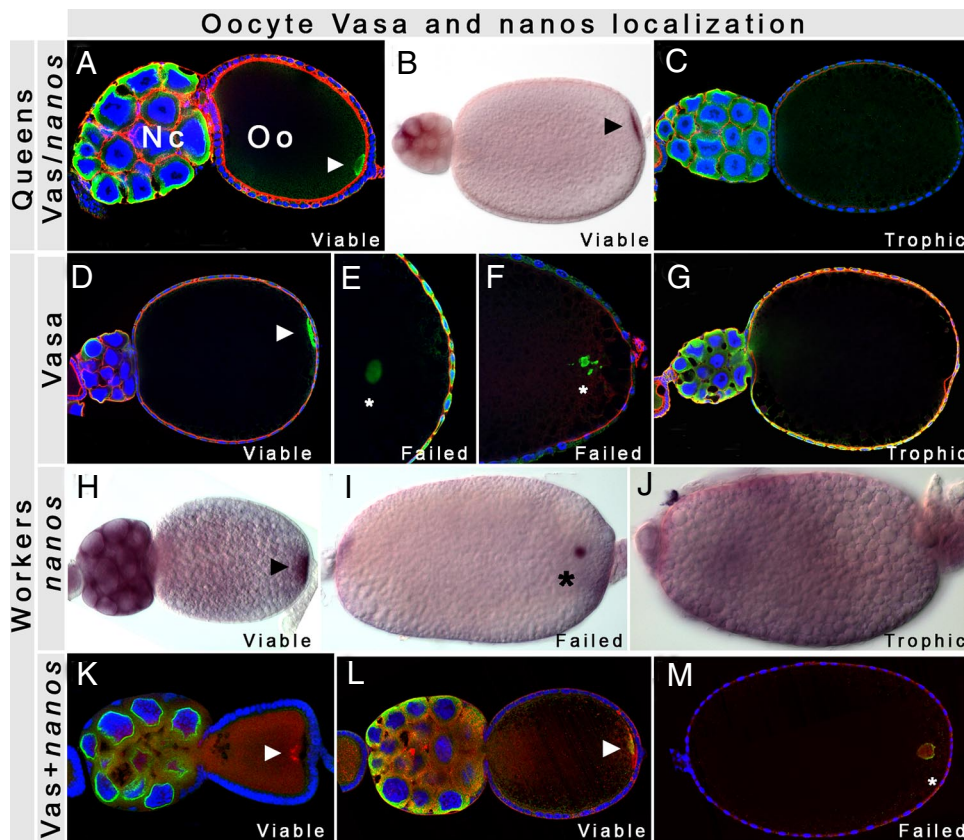 Oocyte Vasa and nanos localization
Queens
Vas/nanos
A
Nc
Oo
Viable
B
Viable
C
Trophic
Workers
Vasa
D
Viable
E
*
Failed
F
*
Failed
G
Trophic
nanos
H
Viable
I
*
Failed
J
Trophic
Vas+nanos
K
Viable
L
Viable
M
*
Failed